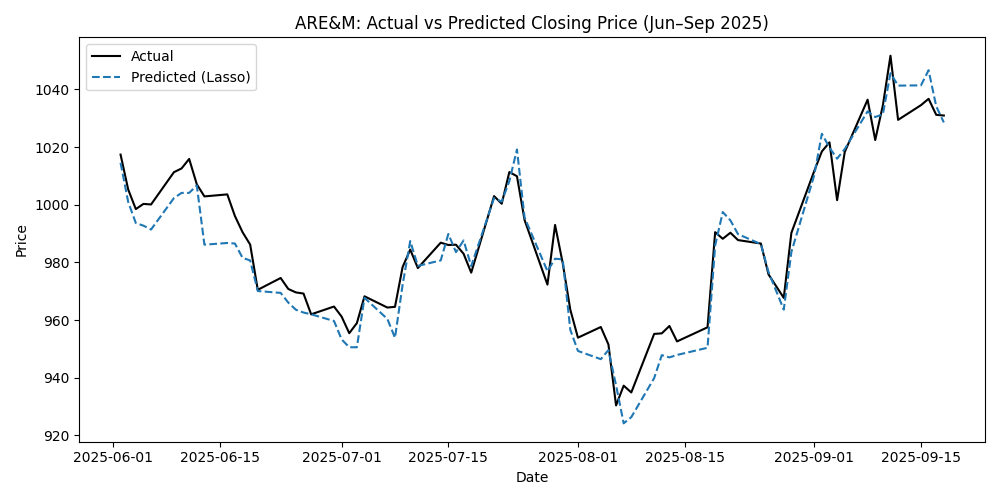 ARE&M: Actual vs Predicted Closing Price (Jun–Sep 2025)
Actual
Predicted (Lasso)
Price
1040
1020
1000
980
960
940
920
2025-06-01 2025-06-15 2025-07-01 2025-07-15 2025-08-01 2025-08-15 2025-09-01 2025-09-15
Date